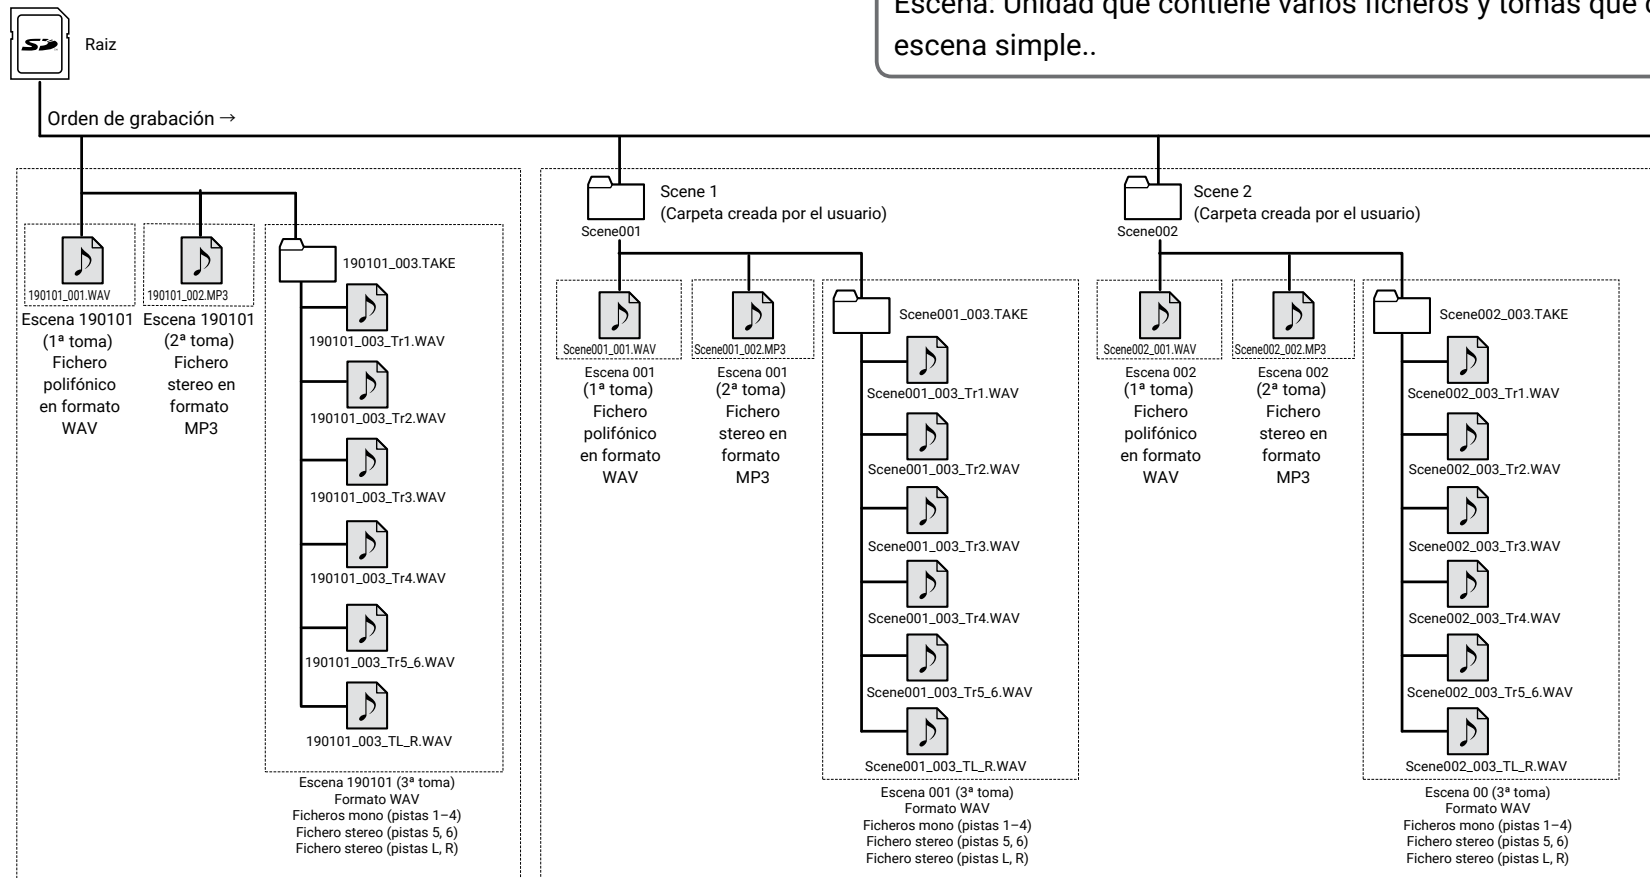 Escena: Unidad que contiene varios ficheros y tomas que
escena simple..
Raiz
Orden de grabación →
190101_001.WAV
Escena 190101
(1ª toma)
Fichero
polifónico
en formato
WAV
190101_002.MP3
Escena 190101
(2ª toma)
Fichero
stereo en
formato
MP3
190101_003.TAKE
190101_003_Tr1.WAV
190101_003_Tr2.WAV
190101_003_Tr3.WAV
190101_003_Tr4.WAV
190101_003_Tr5_6.WAV
190101_003_TL_R.WAV
Escena 190101 (3ª toma)
Formato WAV
Ficheros mono (pistas 1–4)
Fichero stereo (pistas 5, 6)
Fichero stereo (pistas L, R)
Scene 1
(Carpeta creada por el usuario)
Scene001
Scene001_001.WAV
Escena 001
(1ª toma)
Fichero
polifónico
en formato
WAV
Scene001_002.MP3
Escena 001
(2ª toma)
Fichero
stereo en
formato
MP3
Scene001_003.TAKE
Scene001_003_Tr1.WAV
Scene001_003_Tr2.WAV
Scene001_003_Tr3.WAV
Scene001_003_Tr4.WAV
Scene001_003_Tr5_6.WAV
Scene001_003_TL_R.WAV
Escena 001 (3ª toma)
Formato WAV
Ficheros mono (pistas 1–4)
Fichero stereo (pistas 5, 6)
Fichero stereo (pistas L, R)
Scene 2
(Carpeta creada por el usuario)
Scene002
Scene002_001.WAV
Escena 002
(1ª toma)
Fichero
polifónico
en formato
WAV
Scene002_002.MP3
Escena 002
(2ª toma)
Fichero
stereo en
formato
MP3
Scene002_003.TAKE
Scene002_003_Tr1.WAV
Scene002_003_Tr2.WAV
Scene002_003_Tr3.WAV
Scene002_003_Tr4.WAV
Scene002_003_Tr5_6.WAV
Scene002_003_TL_R.WAV
Escena 00 (3ª toma)
Formato WAV
Ficheros mono (pistas 1–4)
Fichero stereo (pistas 5, 6)
Fichero stereo (pistas L, R)